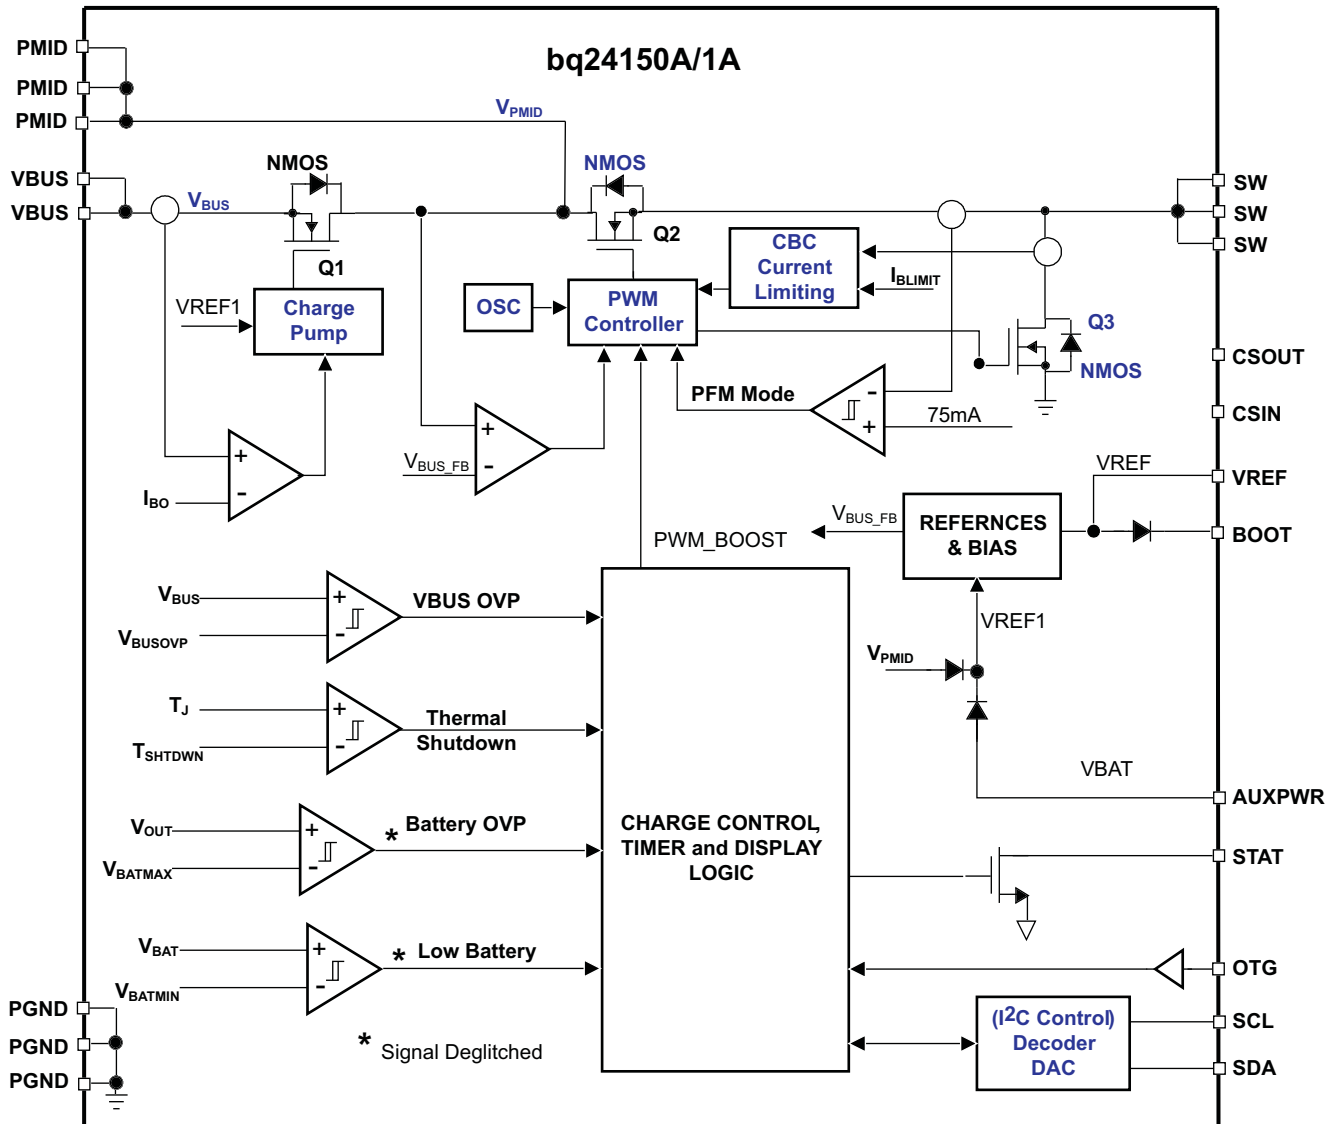 bq24150A/1A
PMID
PMID
PMID
VBUS
VBUS
VPMID
NMOS
VBUS
Q1
NMOS
Q2
SW
SW
SW
CBC
Current
Limiting
IBLIMIT
VREF1
Charge
Pump
OSC
PWM
Controller
Q3
NMOS
CSOUT
CSIN
PFM Mode
-
+
75mA
+
-
IBO
+
-
VBUS_FB
VREF
VREF
BOOT
VBUS_FB
REFERNCES
& BIAS
PWM_BOOST
VREF1
VPMID
VBAT
AUXPWR
VBUS
VBUSOVP
+
-
VBUS OVP
TJ
TSHTDWN
+
-
Thermal
Shutdown
VOUT
VBATMAX
+
-
* Battery OVP
VBAT
VBATMIN
+
-
* Low Battery
CHARGE CONTROL,
TIMER and DISPLAY
LOGIC
STAT
OTG
(I2C Control)
Decoder
DAC
SCL
SDA
PGND
PGND
PGND
* Signal Deglitched